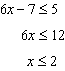 6x − 7 ≤ 5
6x ≤ 12
x ≤ 2